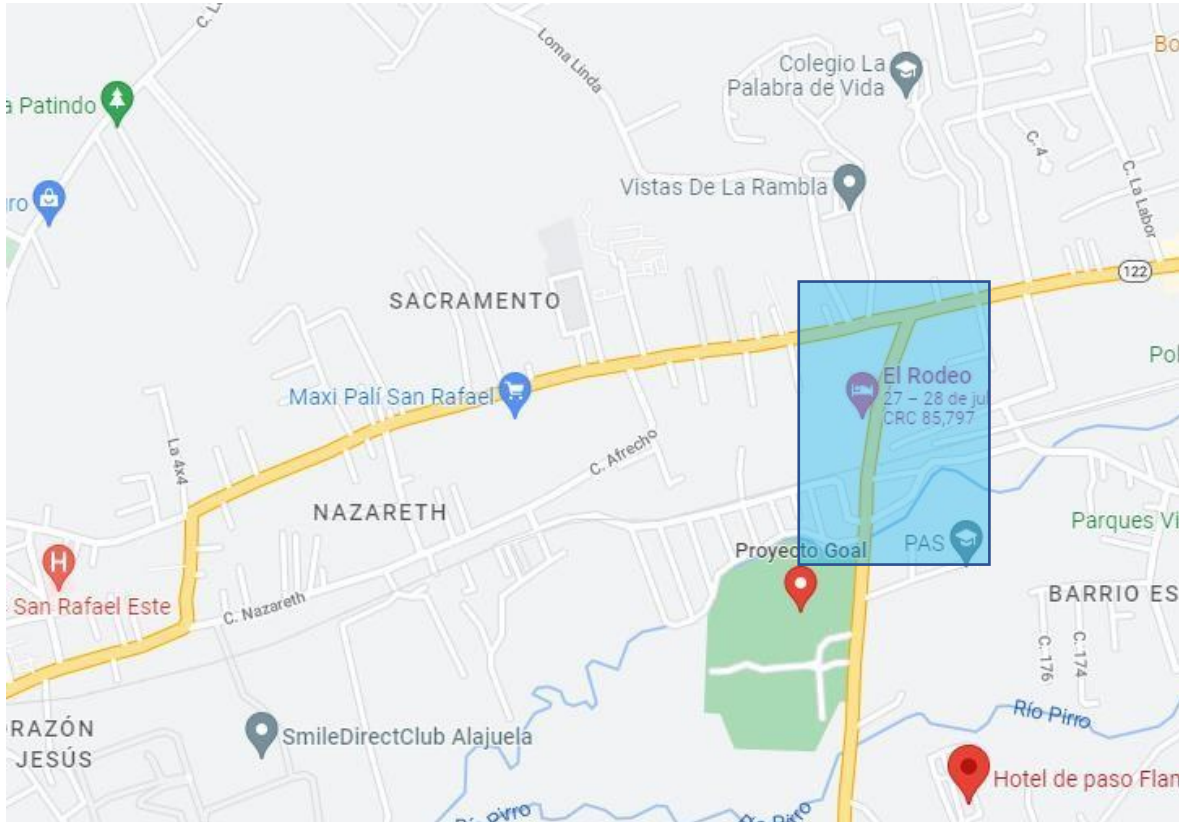 C. L
Loma Linda
Colegio La
Palabra de Vida
Bo
a Patindo
C. 4
C. La Labor
Vistas De La Rambla
ro
122
SACRAMENTO
Pol
El Rodeo
27 – 28 de jul
CRC 85,797
Maxi Palí San Rafael
La 4x4
C. Afrecho
NAZARETH
Parques Vi
PAS
Proyecto Goal
San Rafael Este
C. Nazareth
BARRIO ES
C. 176
C. 174
Río Pirro
ORAZÓN
JESÚS
SmileDirectClub Alajuela
Hotel de paso Flan
Río Pirro
Pirro